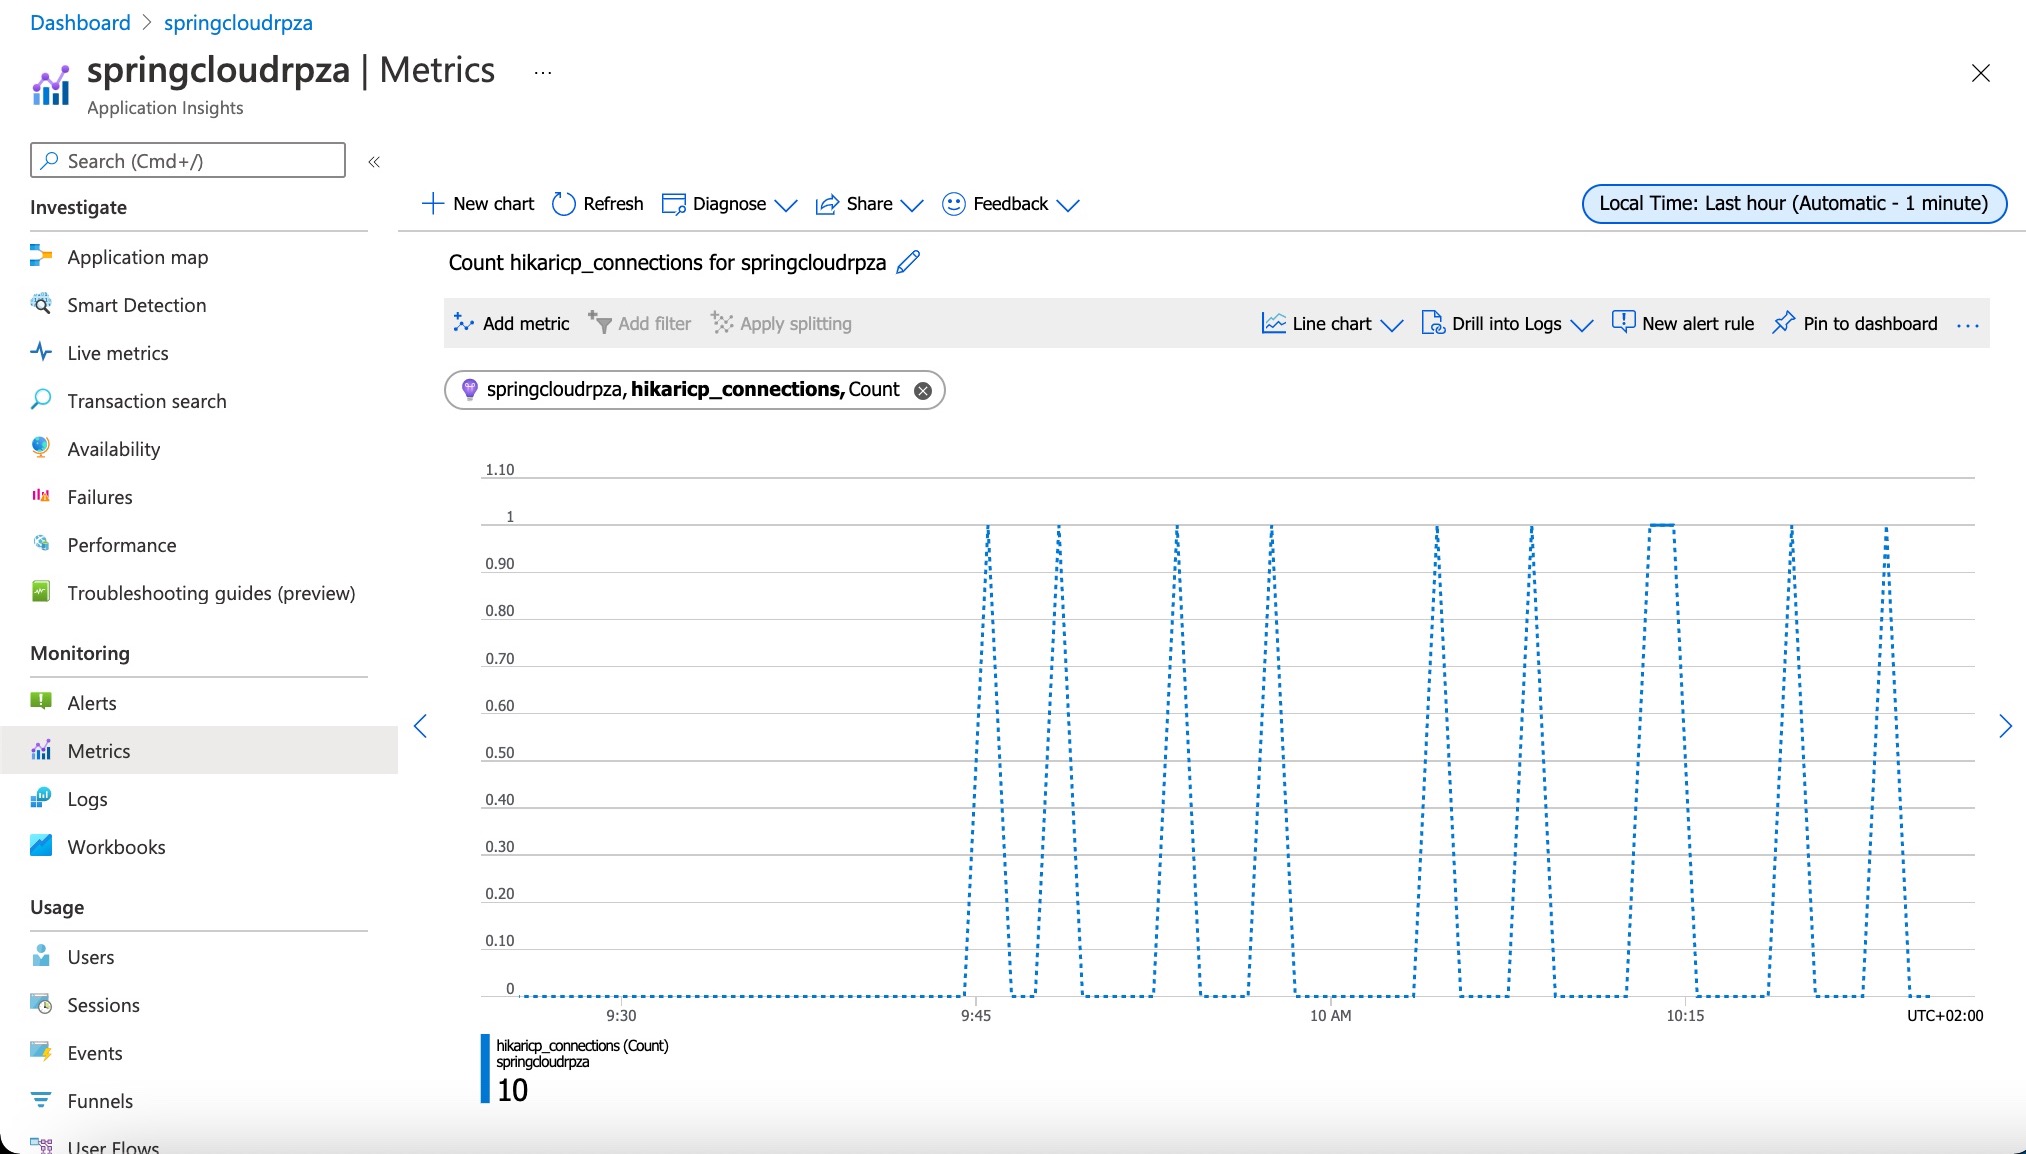 Dashboard > springcloudrpza
springcloudrpza | Metrics ...
Application Insights
Search (Cmd+/) «
Investigate
Application map
Smart Detection
Live metrics
Transaction search
Availability
Failures
Performance
Troubleshooting guides (preview)
Monitoring
Alerts
Metrics
Logs
Workbooks
Usage
Users
Sessions
Events
Funnels
User Flows
New chart Refresh Diagnose Share Feedback Local Time: Last hour (Automatic - 1 minute)
Count hikaricp_connections for springcloudrpza
Add metric Add filter Apply splitting Line chart Drill into Logs New alert rule Pin to dashboard ...
springcloudrpza, hikaricp_connections, Count
1.10
1
0.90
0.80
0.70
0.60
0.50
0.40
0.30
0.20
0.10
0
9:30 9:45 10 AM 10:15 UTC+02:00
hikaricp_connections (Count)
springcloudrpza
10